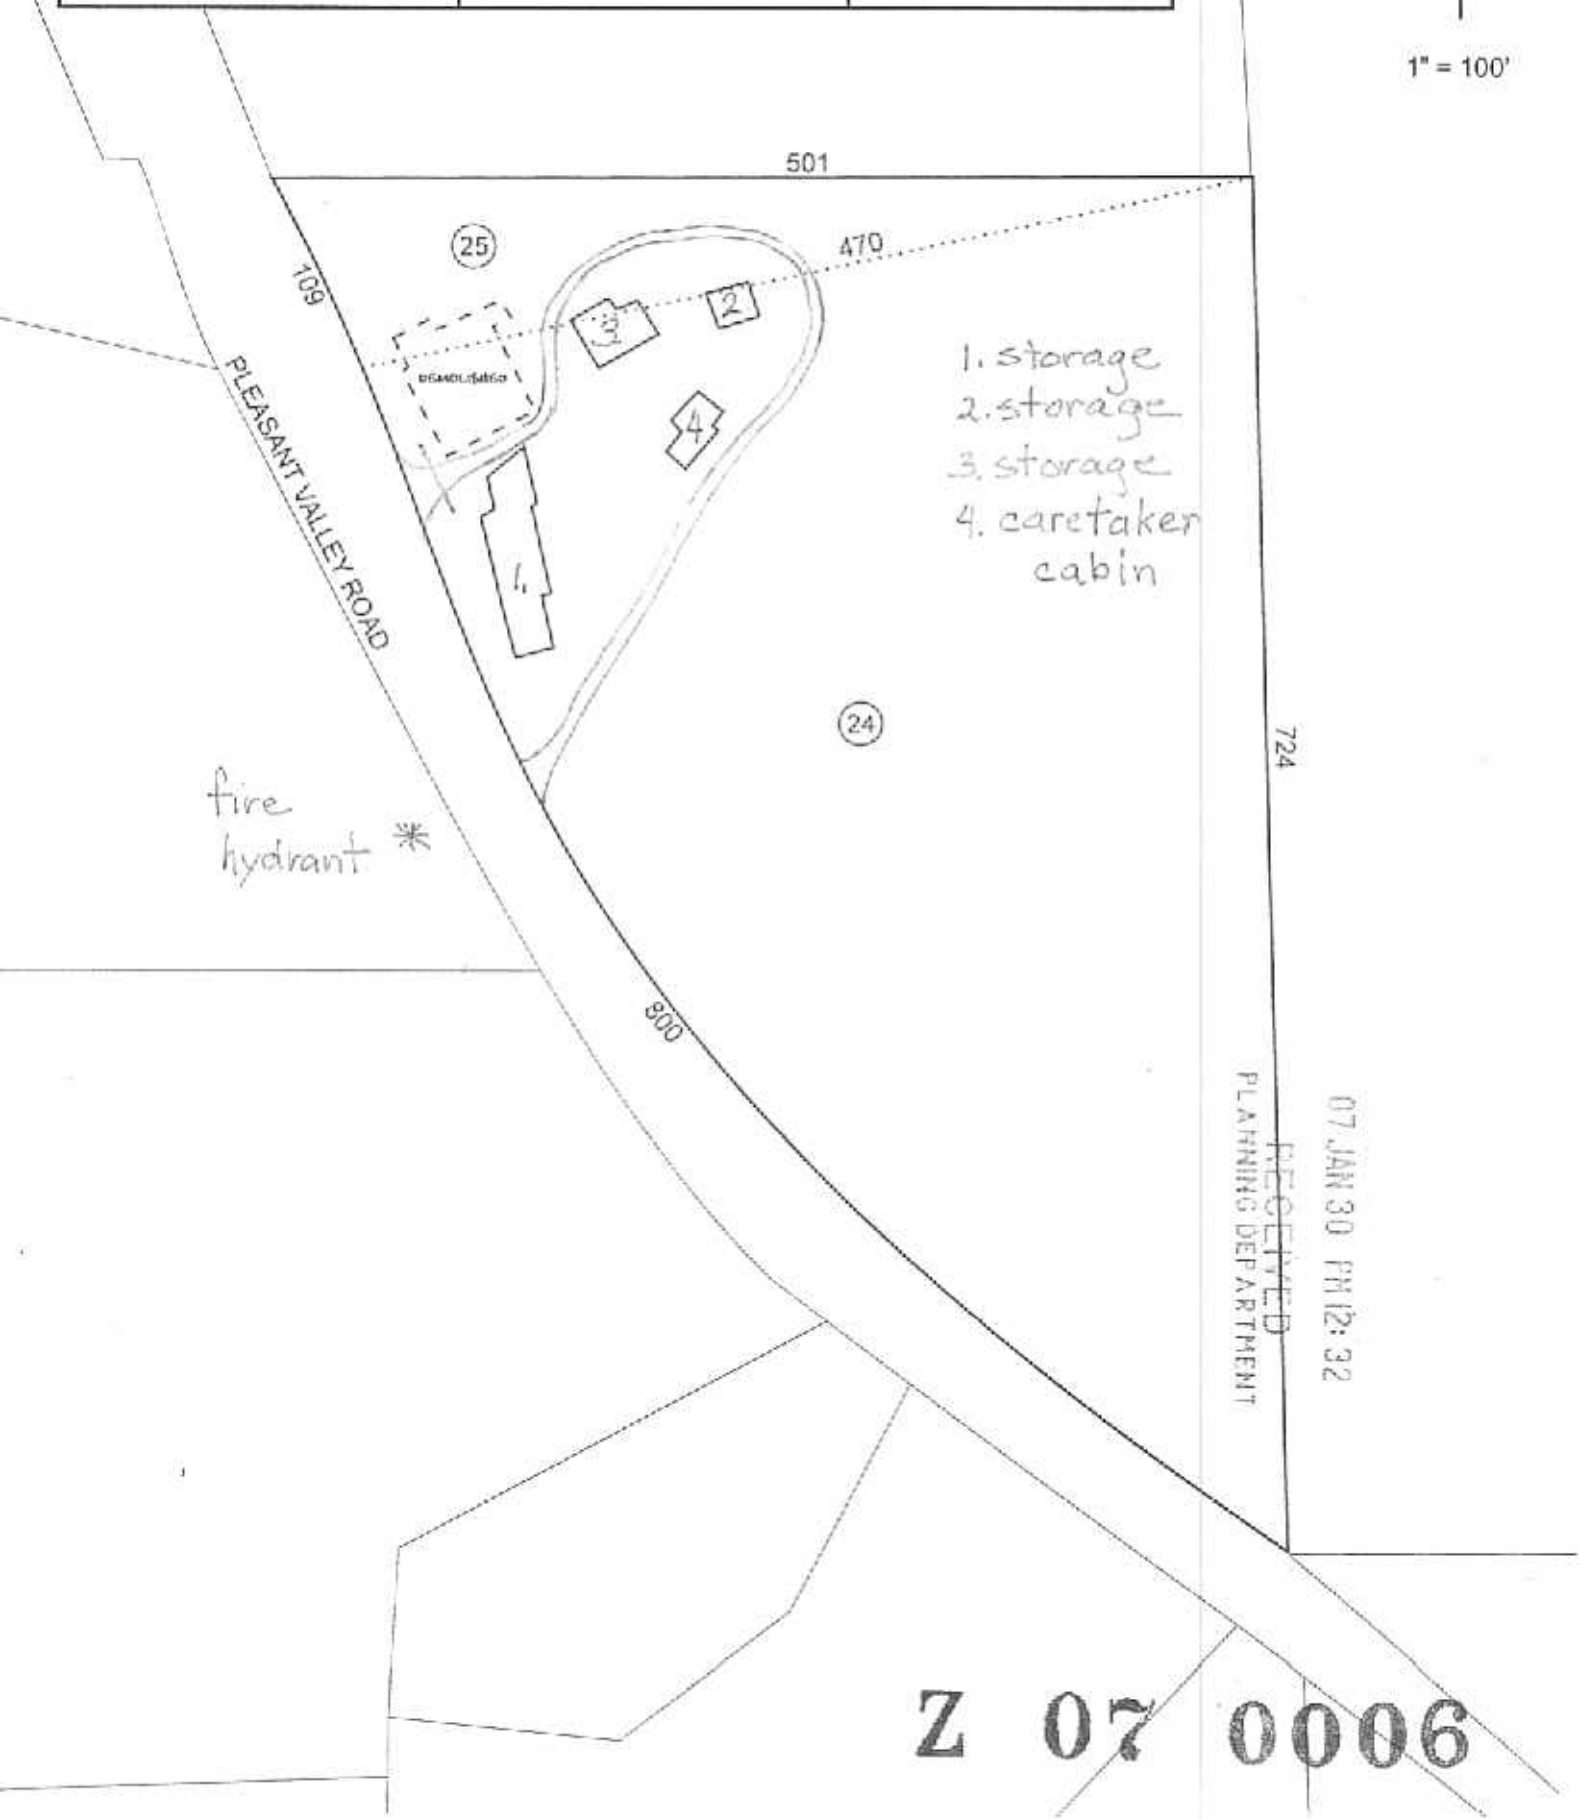 1" = 100'
501
25
470
109
2
3
DEMOLISHED
4
1. storage
2. storage
3. storage
4. caretaker
cabin
PLEASANT VALLEY ROAD
1.
24
724
fire
hydrant
800
07 JAN 30 PM 12:32
RECEIVED
PLANNING DEPARTMENT
Z 07 0006